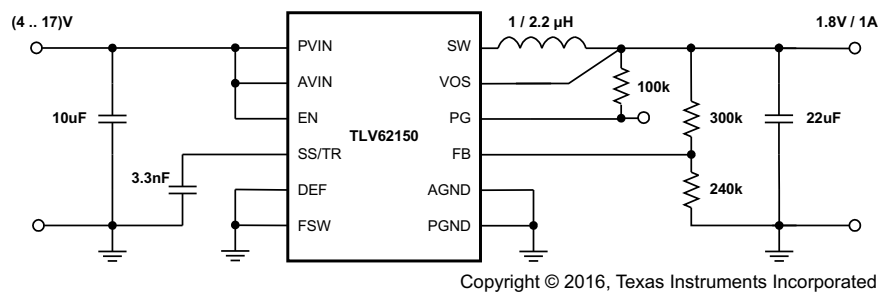 (4 .. 17)V
1 / 2.2 µH
1.8V / 1A
PVIN
SW
AVIN
VOS
100k
10uF
EN
PG
300k
22uF
TLV62150
SS/TR
FB
3.3nF
DEF
AGND
240k
FSW
PGND
Copyright © 2016, Texas Instruments Incorporated